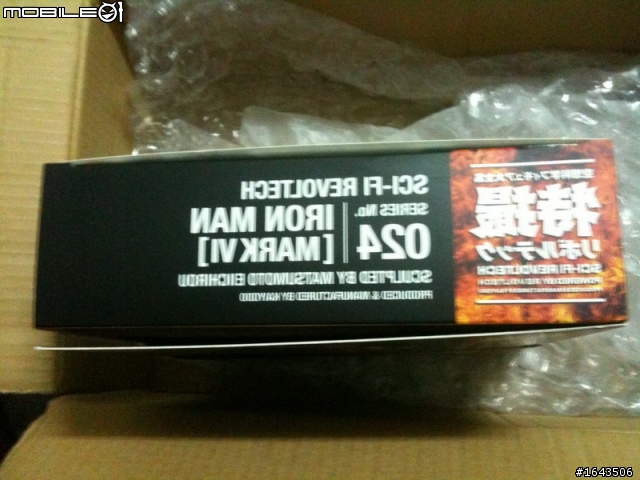 MOBILE01
SCI-FI REVOLTECH
SERIES No.
024
IRON MAN
[MARK VI]
SCULPTED BY MATSUMOTO EIICHIROU
PRODUCED & MANUFACTURED BY KAIYODO
特撮
リボルテック
SCI-FI REVOLTECH
#1643506